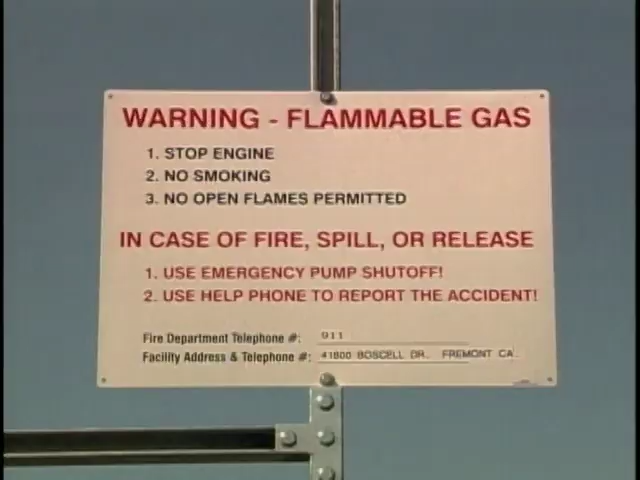 WARNING - FLAMMABLE GAS
1. STOP ENGINE
2. NO SMOKING
3. NO OPEN FLAMES PERMITTED
IN CASE OF FIRE, SPILL, OR RELEASE
1. USE EMERGENCY PUMP SHUTOFF!
2. USE HELP PHONE TO REPORT THE ACCIDENT!
Fire Department Telephone #: 911
Facility Address & Telephone #: 41800 BOSCELL DR. FREMONT CA.